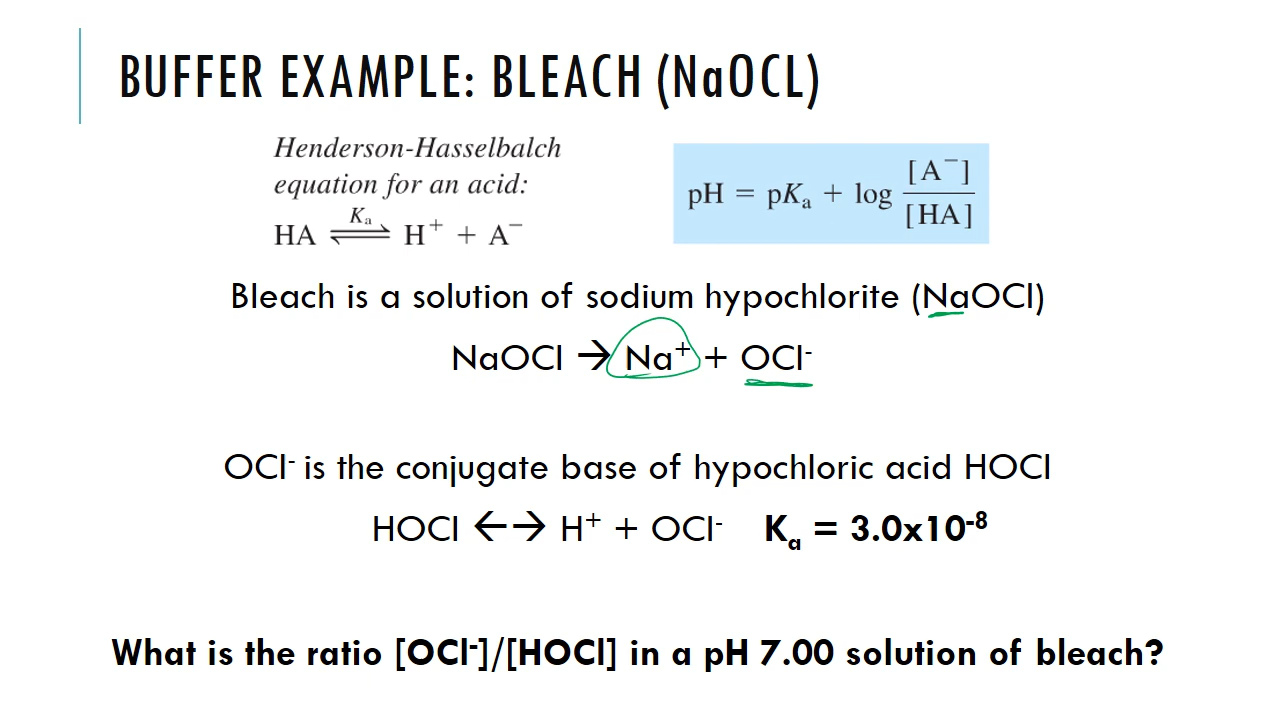 BUFFER EXAMPLE: BLEACH (NaOCL)
Henderson-Hasselbalch
equation for an acid:
HA ⇌ H⁺ + A⁻
Kₐ
pH = pKₐ + log [A⁻]/[HA]
Bleach is a solution of sodium hypochlorite (NaOCl)
NaOCl → Na⁺ + OCl⁻
OCl⁻ is the conjugate base of hypochloric acid HOCl
HOCl ←→ H⁺ + OCl⁻ Kₐ = 3.0x10⁻⁸
What is the ratio [OCl⁻]/[HOCl] in a pH 7.00 solution of bleach?